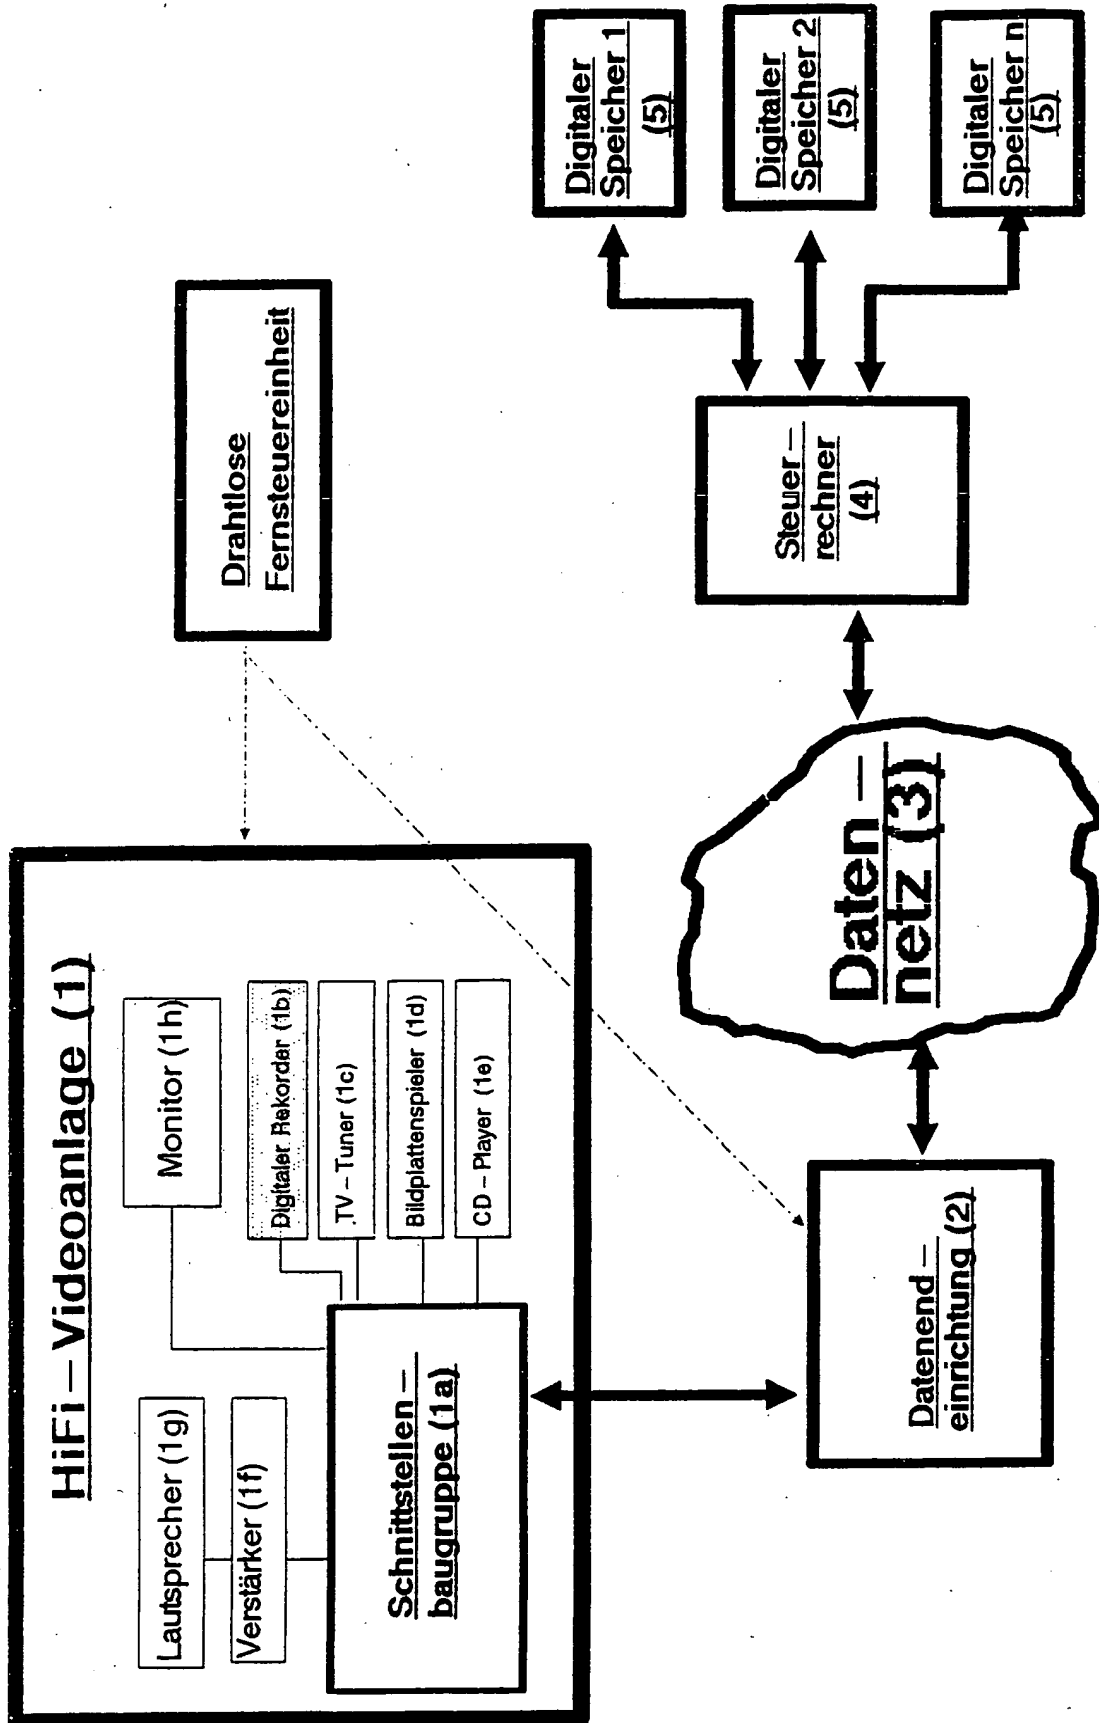 HiFi – Videoanlage (1)
Lautsprecher (1g)
Verstärker (1f)
Monitor (1h)
Digitaler Rekorder (1b)
TV – Tuner (1c)
Bildplattenspieler (1d)
CD – Player (1e)
Schnittstellen –
baugruppe (1a)
Drahtlose
Fernsteuereinheit
Datenend –
einrichtung (2)
Daten –
netz (3)
Steuer –
rechner
(4)
Digitaler
Speicher 1
(5)
Digitaler
Speicher 2
(5)
Digitaler
Speicher n
(5)